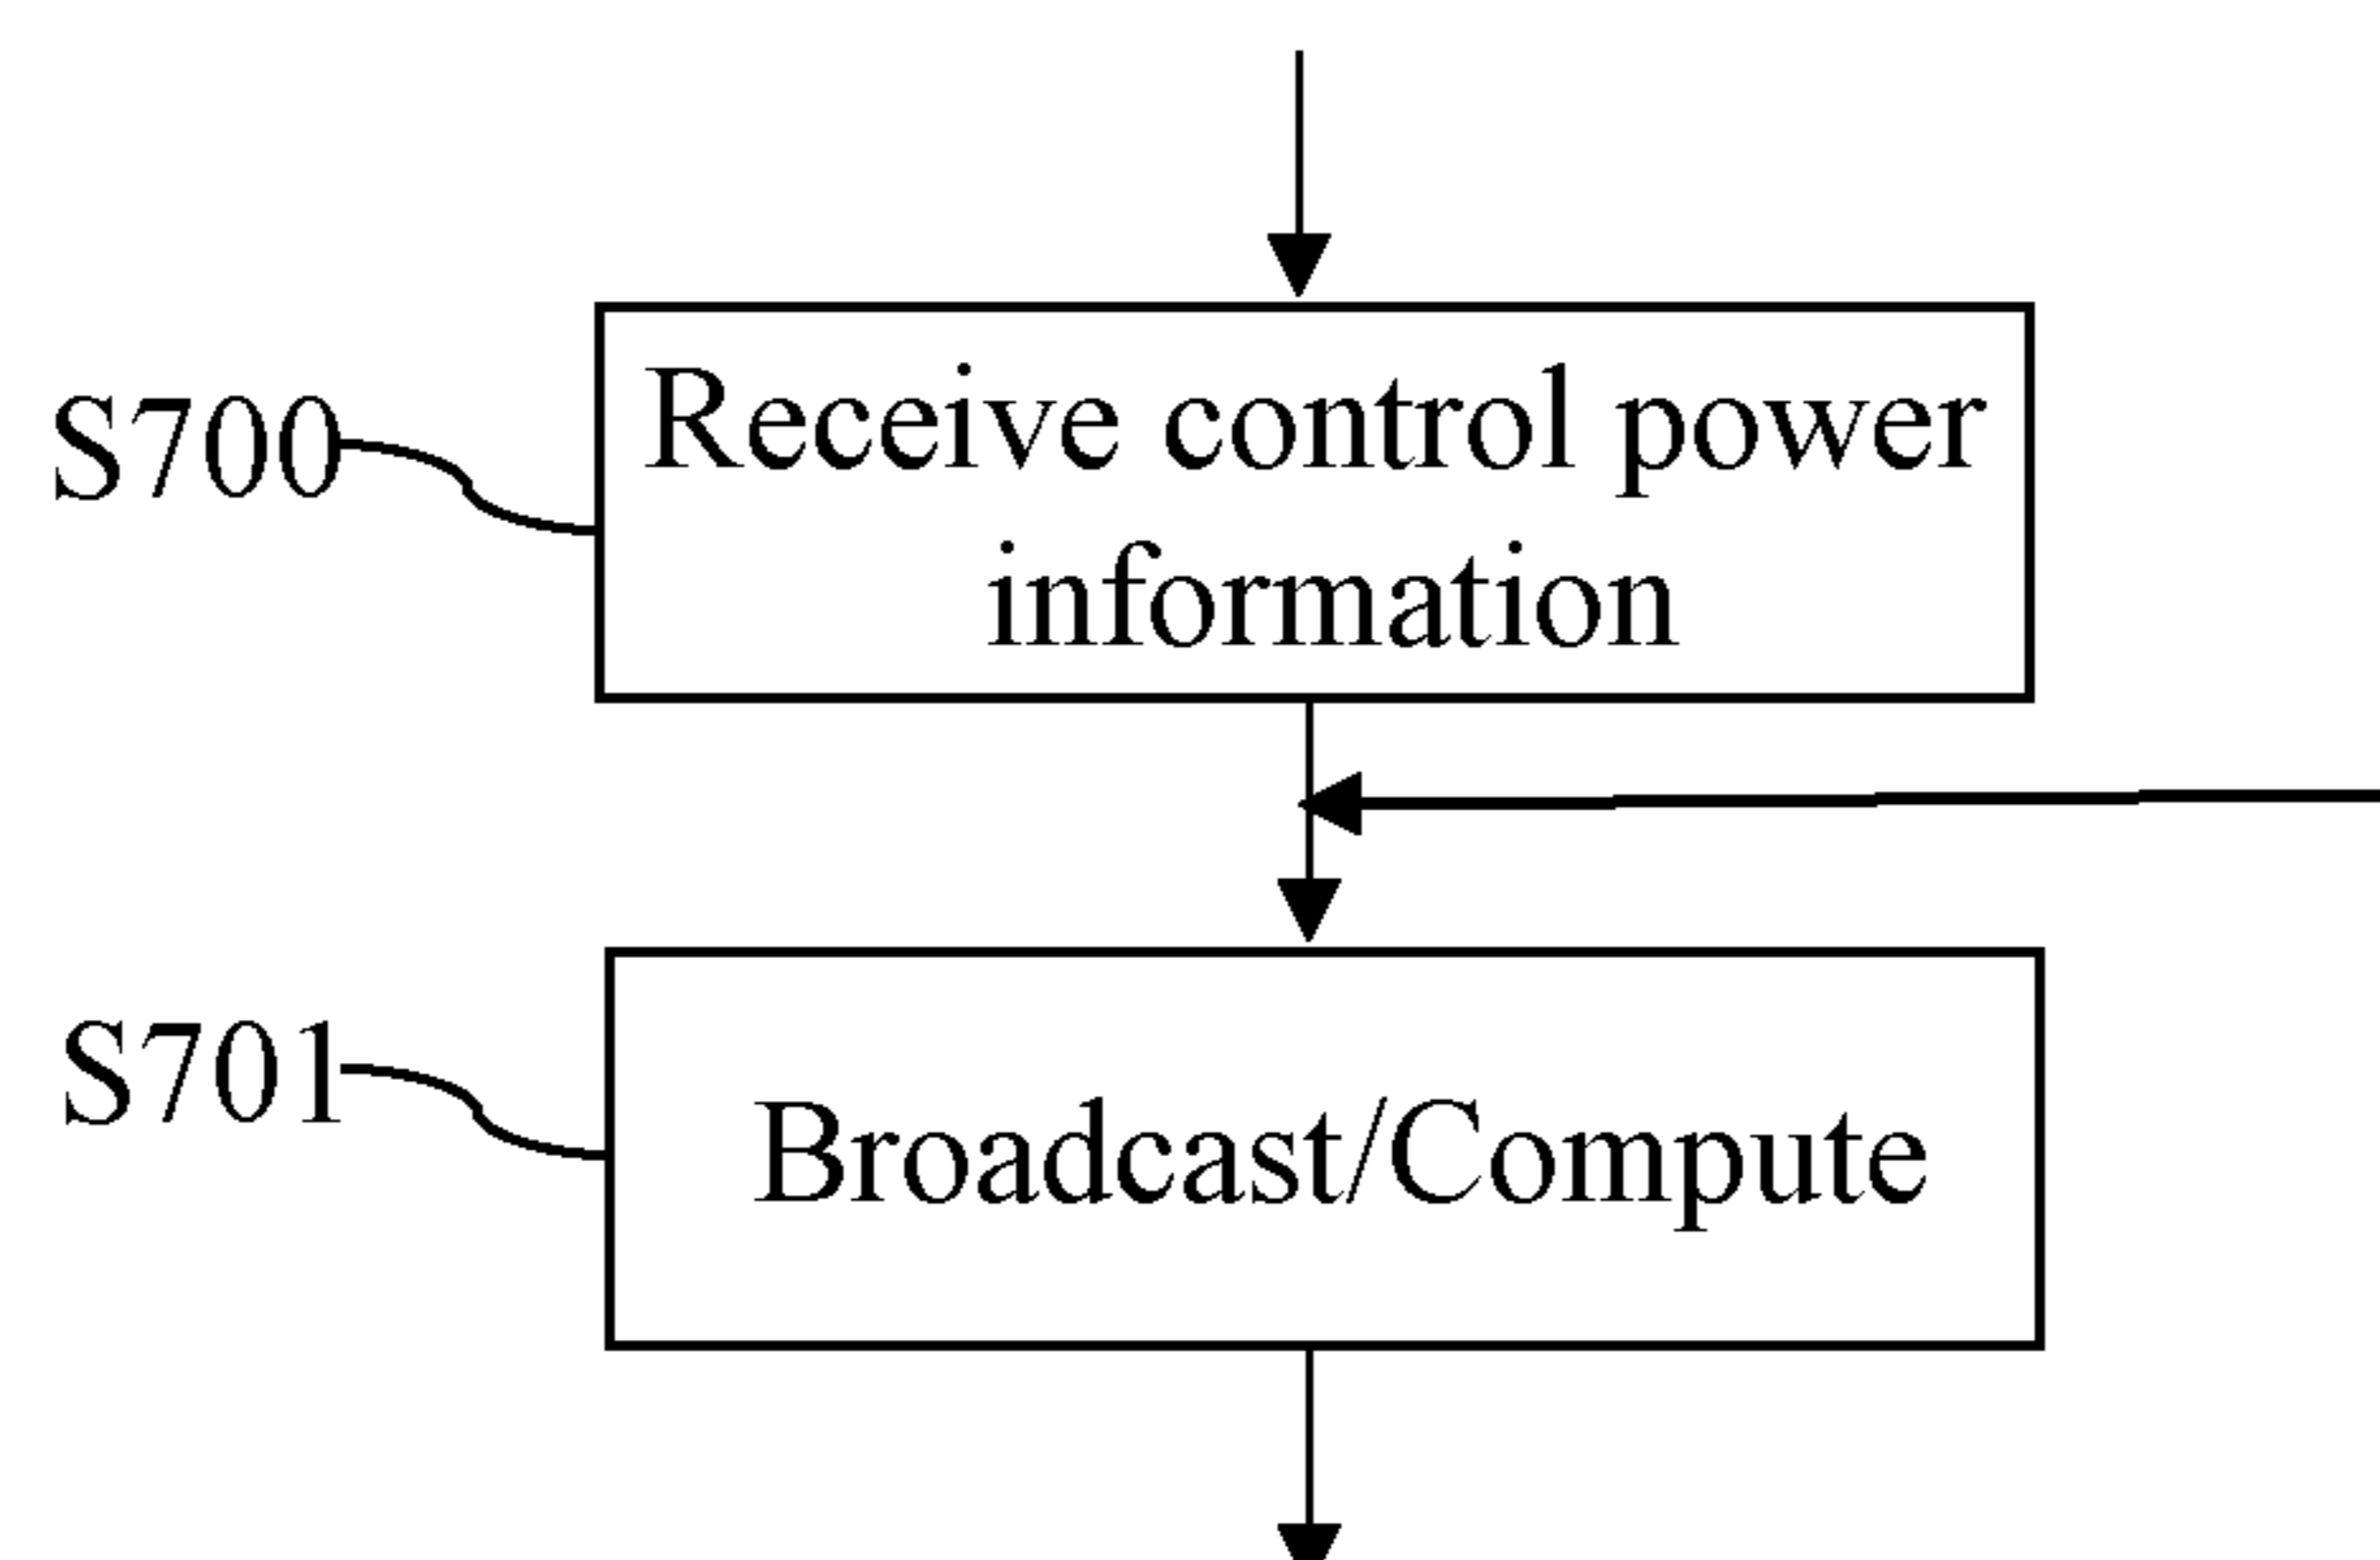 S700
Receive control power
information
S701
Broadcast/Compute